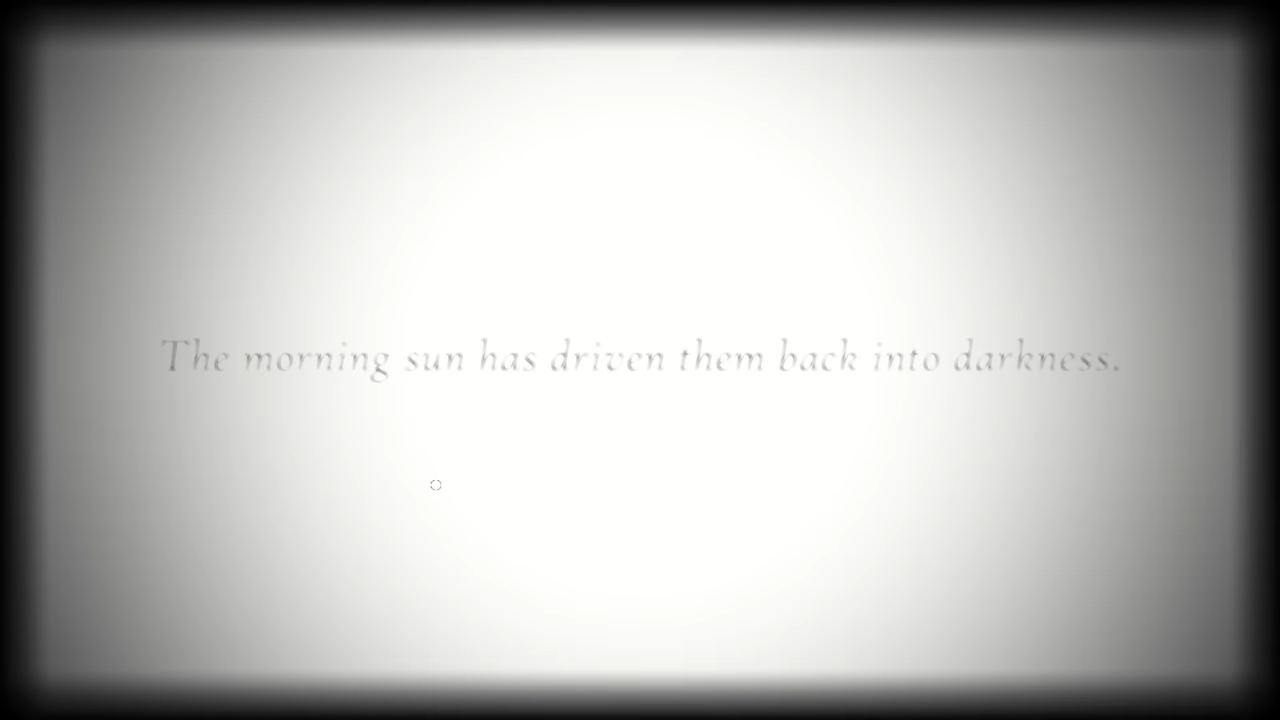 The morning sun has driven them back into darkness.